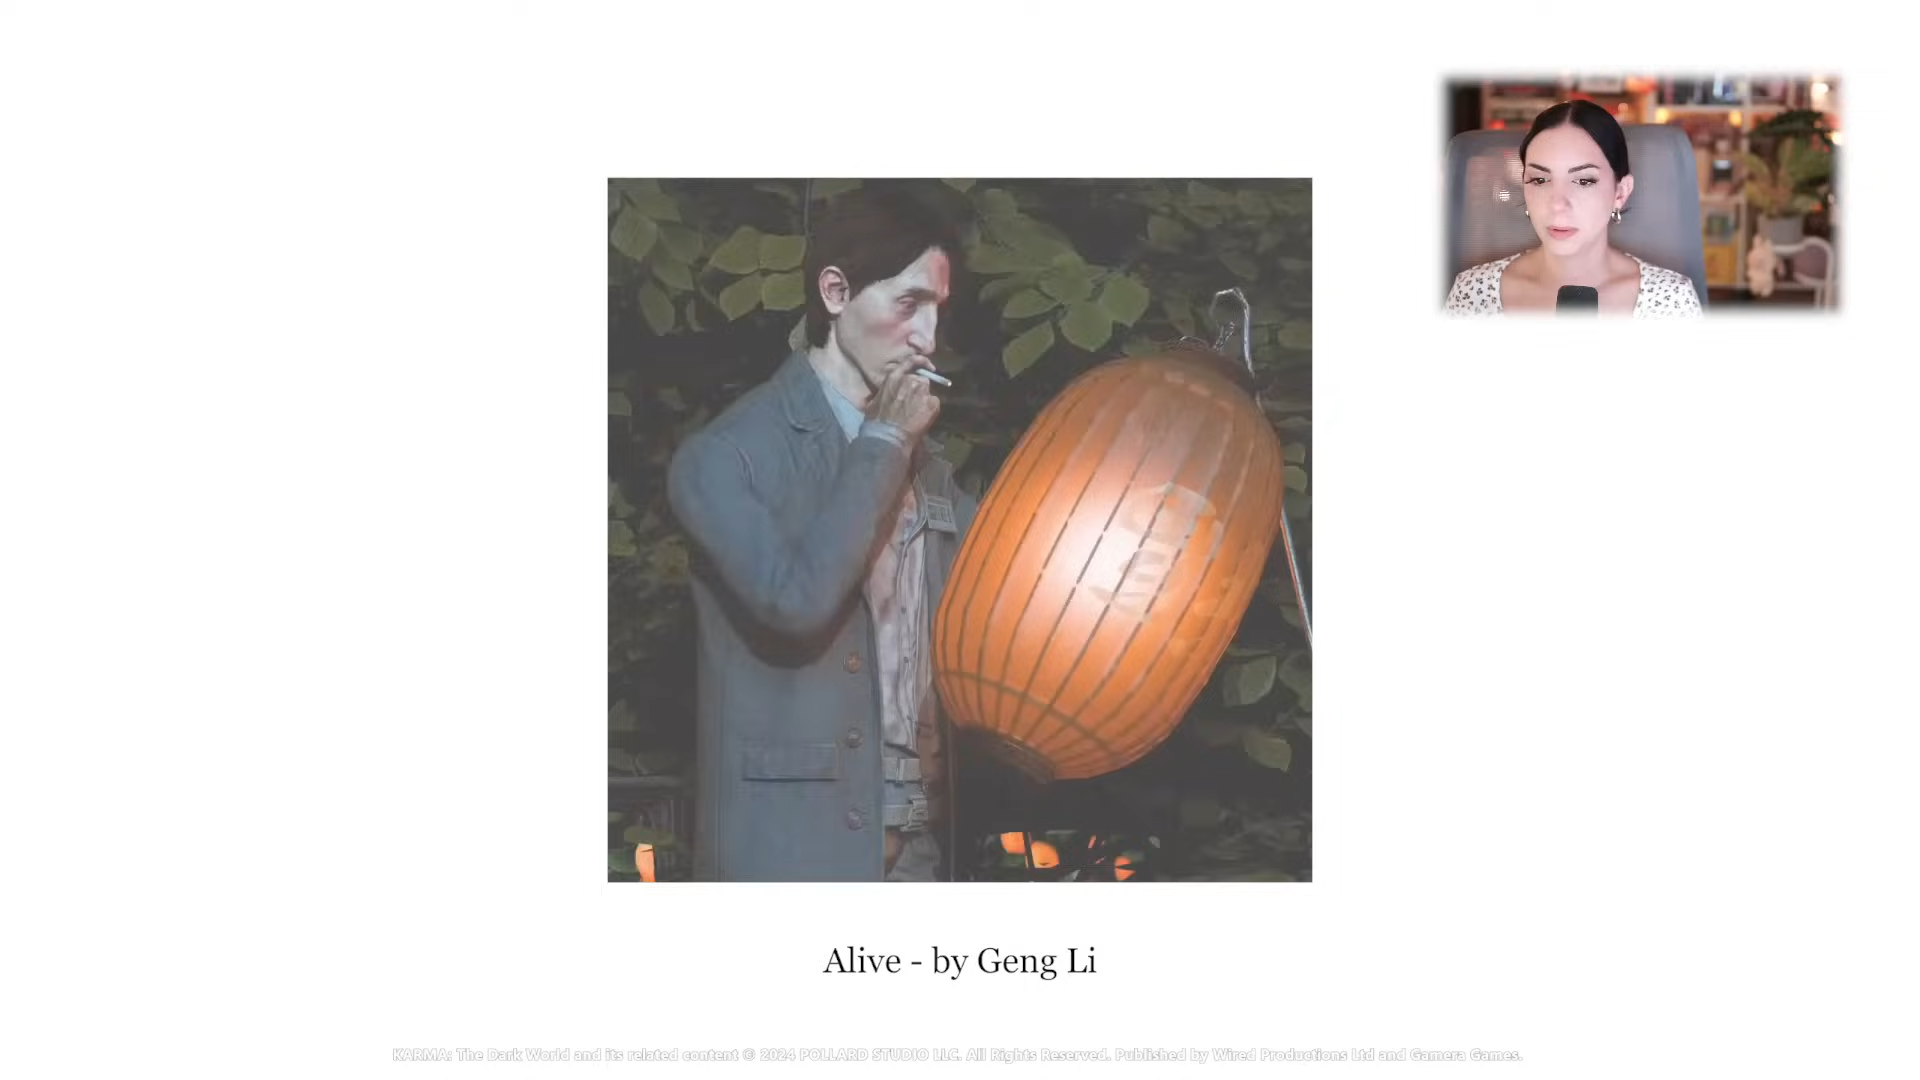 Alive - by Geng Li
KARMA: The Dark World and its related content © 2024 POLLARD STUDIO LLC. All Rights Reserved. Published by Wired Productions Ltd and Gamera Games.